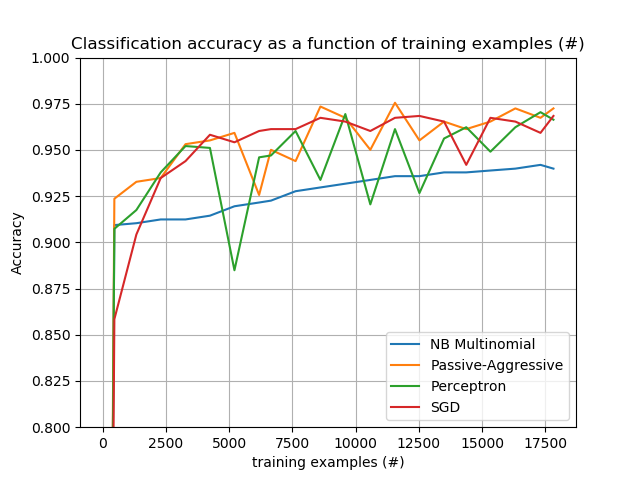 Classification accuracy as a function of training examples (#)
1.000
0.975
0.950
0.925
0.900
0.875
0.850
0.825
0.800
Accuracy
NB Multinomial
Passive-Aggressive
Perceptron
SGD
0 2500 5000 7500 10000 12500 15000 17500
training examples (#)